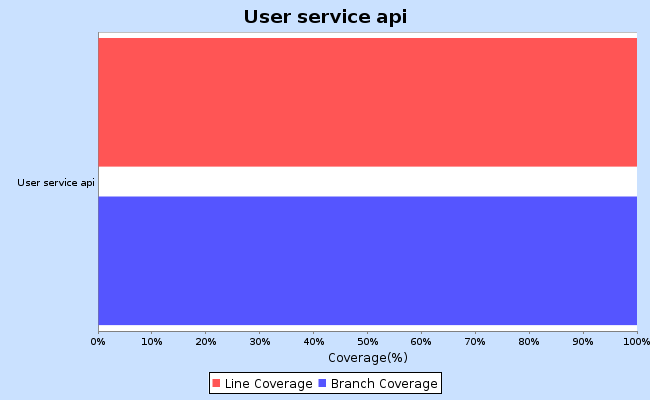 User service api
User service api
0% 10% 20% 30% 40% 50% 60% 70% 80% 90% 100%
Coverage(%)
Line Coverage Branch Coverage